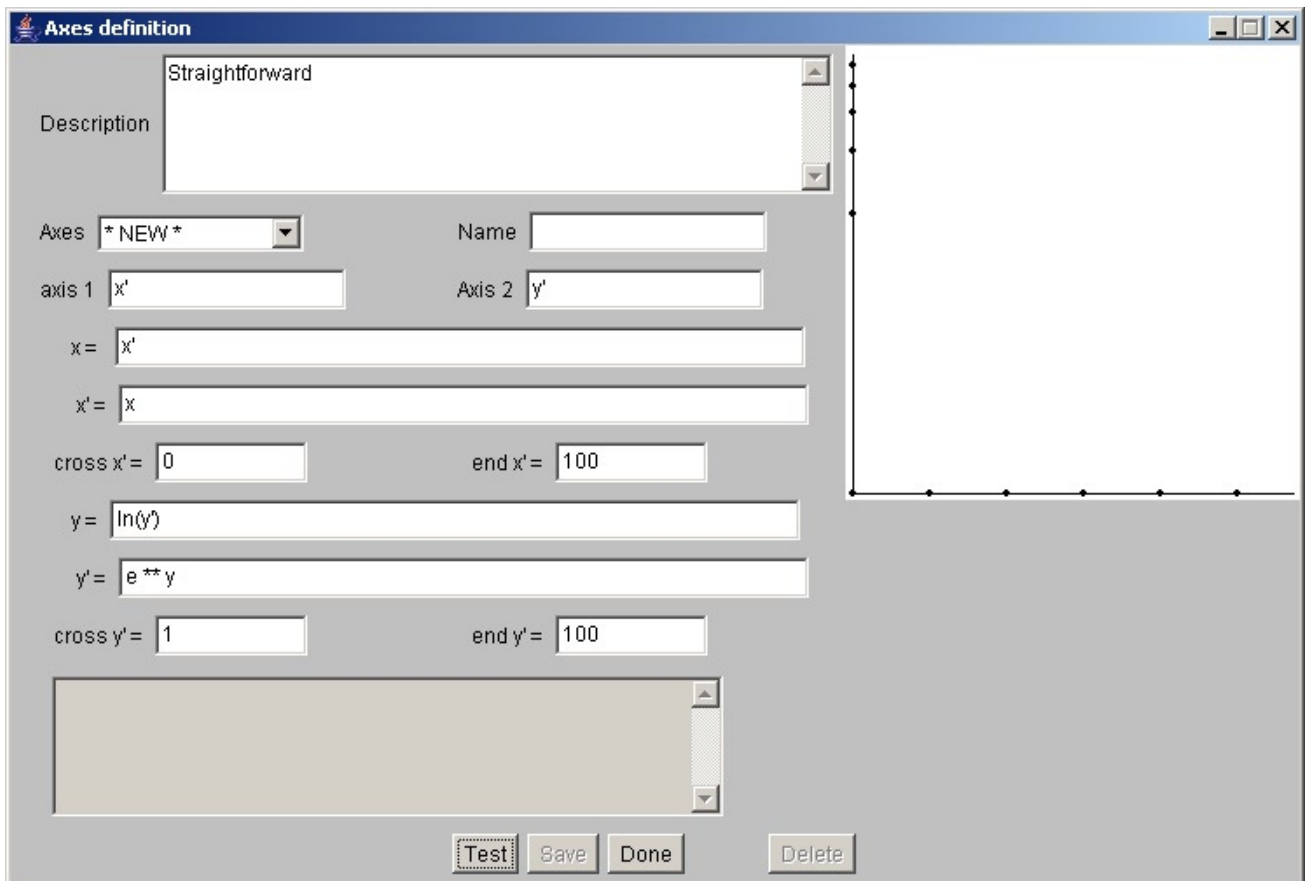 Axes definition
Straightforward
Description
Axes * NEW * Name
axis 1 x' Axis 2 y'
x = x'
x' = x
cross x' = 0 end x' = 100
y = ln(y')
y' = e ** y
cross y' = 1 end y' = 100
Test Save Done Delete